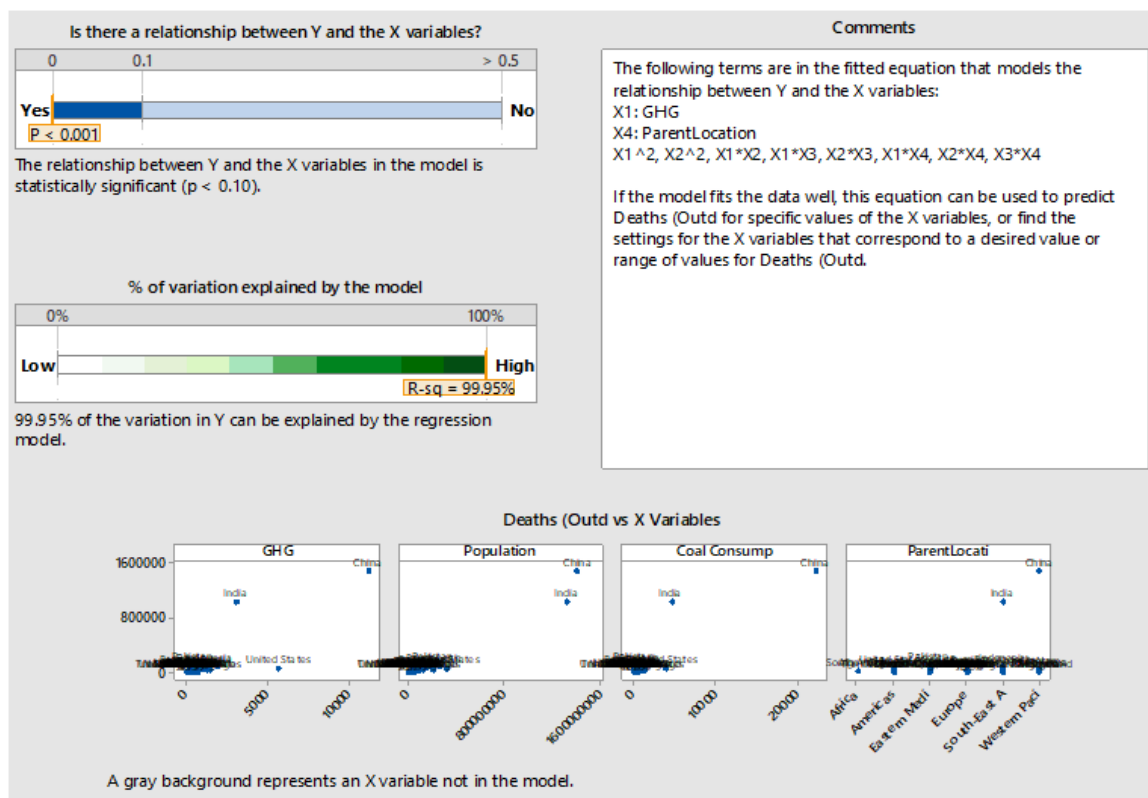 Is there a relationship between Y and the X variables?
0 0.1 > 0.5
Yes No
P < 0.001
The relationship between Y and the X variables in the model is
statistically significant (p < 0.10).
% of variation explained by the model
0% 100%
Low High
R-sq = 99.95%
99.95% of the variation in Y can be explained by the regression
model.
Comments
The following terms are in the fitted equation that models the
relationship between Y and the X variables:
X1: GHG
X4: ParentLocation
X1^2, X2^2, X1*X2, X1*X3, X2*X3, X1*X4, X2*X4, X3*X4
If the model fits the data well, this equation can be used to predict
Deaths (Outd for specific values of the X variables, or find the
settings for the X variables that correspond to a desired value or
range of values for Deaths (Outd.
Deaths (Outd vs X Variables
GHG Population Coal Consump ParentLocati
1600000
800000
0
China China China China
India India India India
United States
0 5000 10000
0 800000000 1600000000
0 10000 20000
Africa Americas Eastern Medi Europe South-East A Western Paci
A gray background represents an X variable not in the model.